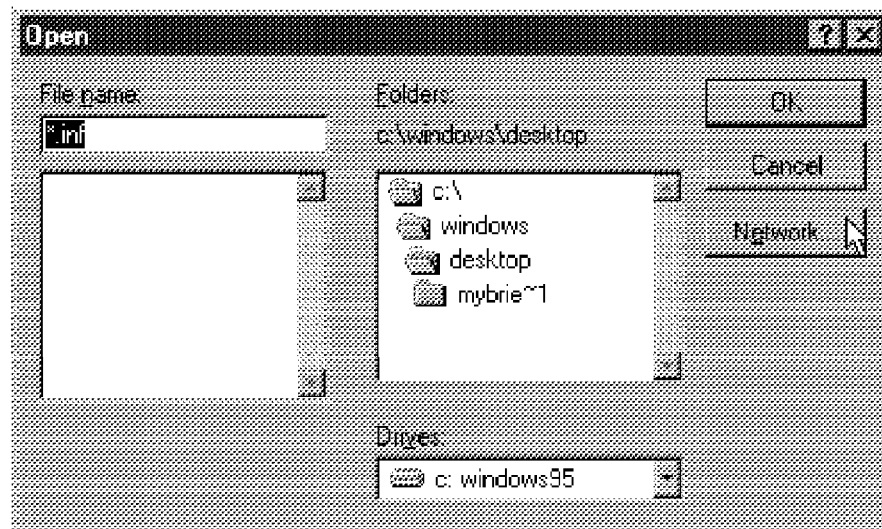 Open
File name:
*.inf
Folders:
c:\windows\desktop
c:\
windows
desktop
mybrie~1
Drives:
c: windows95
OK
Cancel
Network...